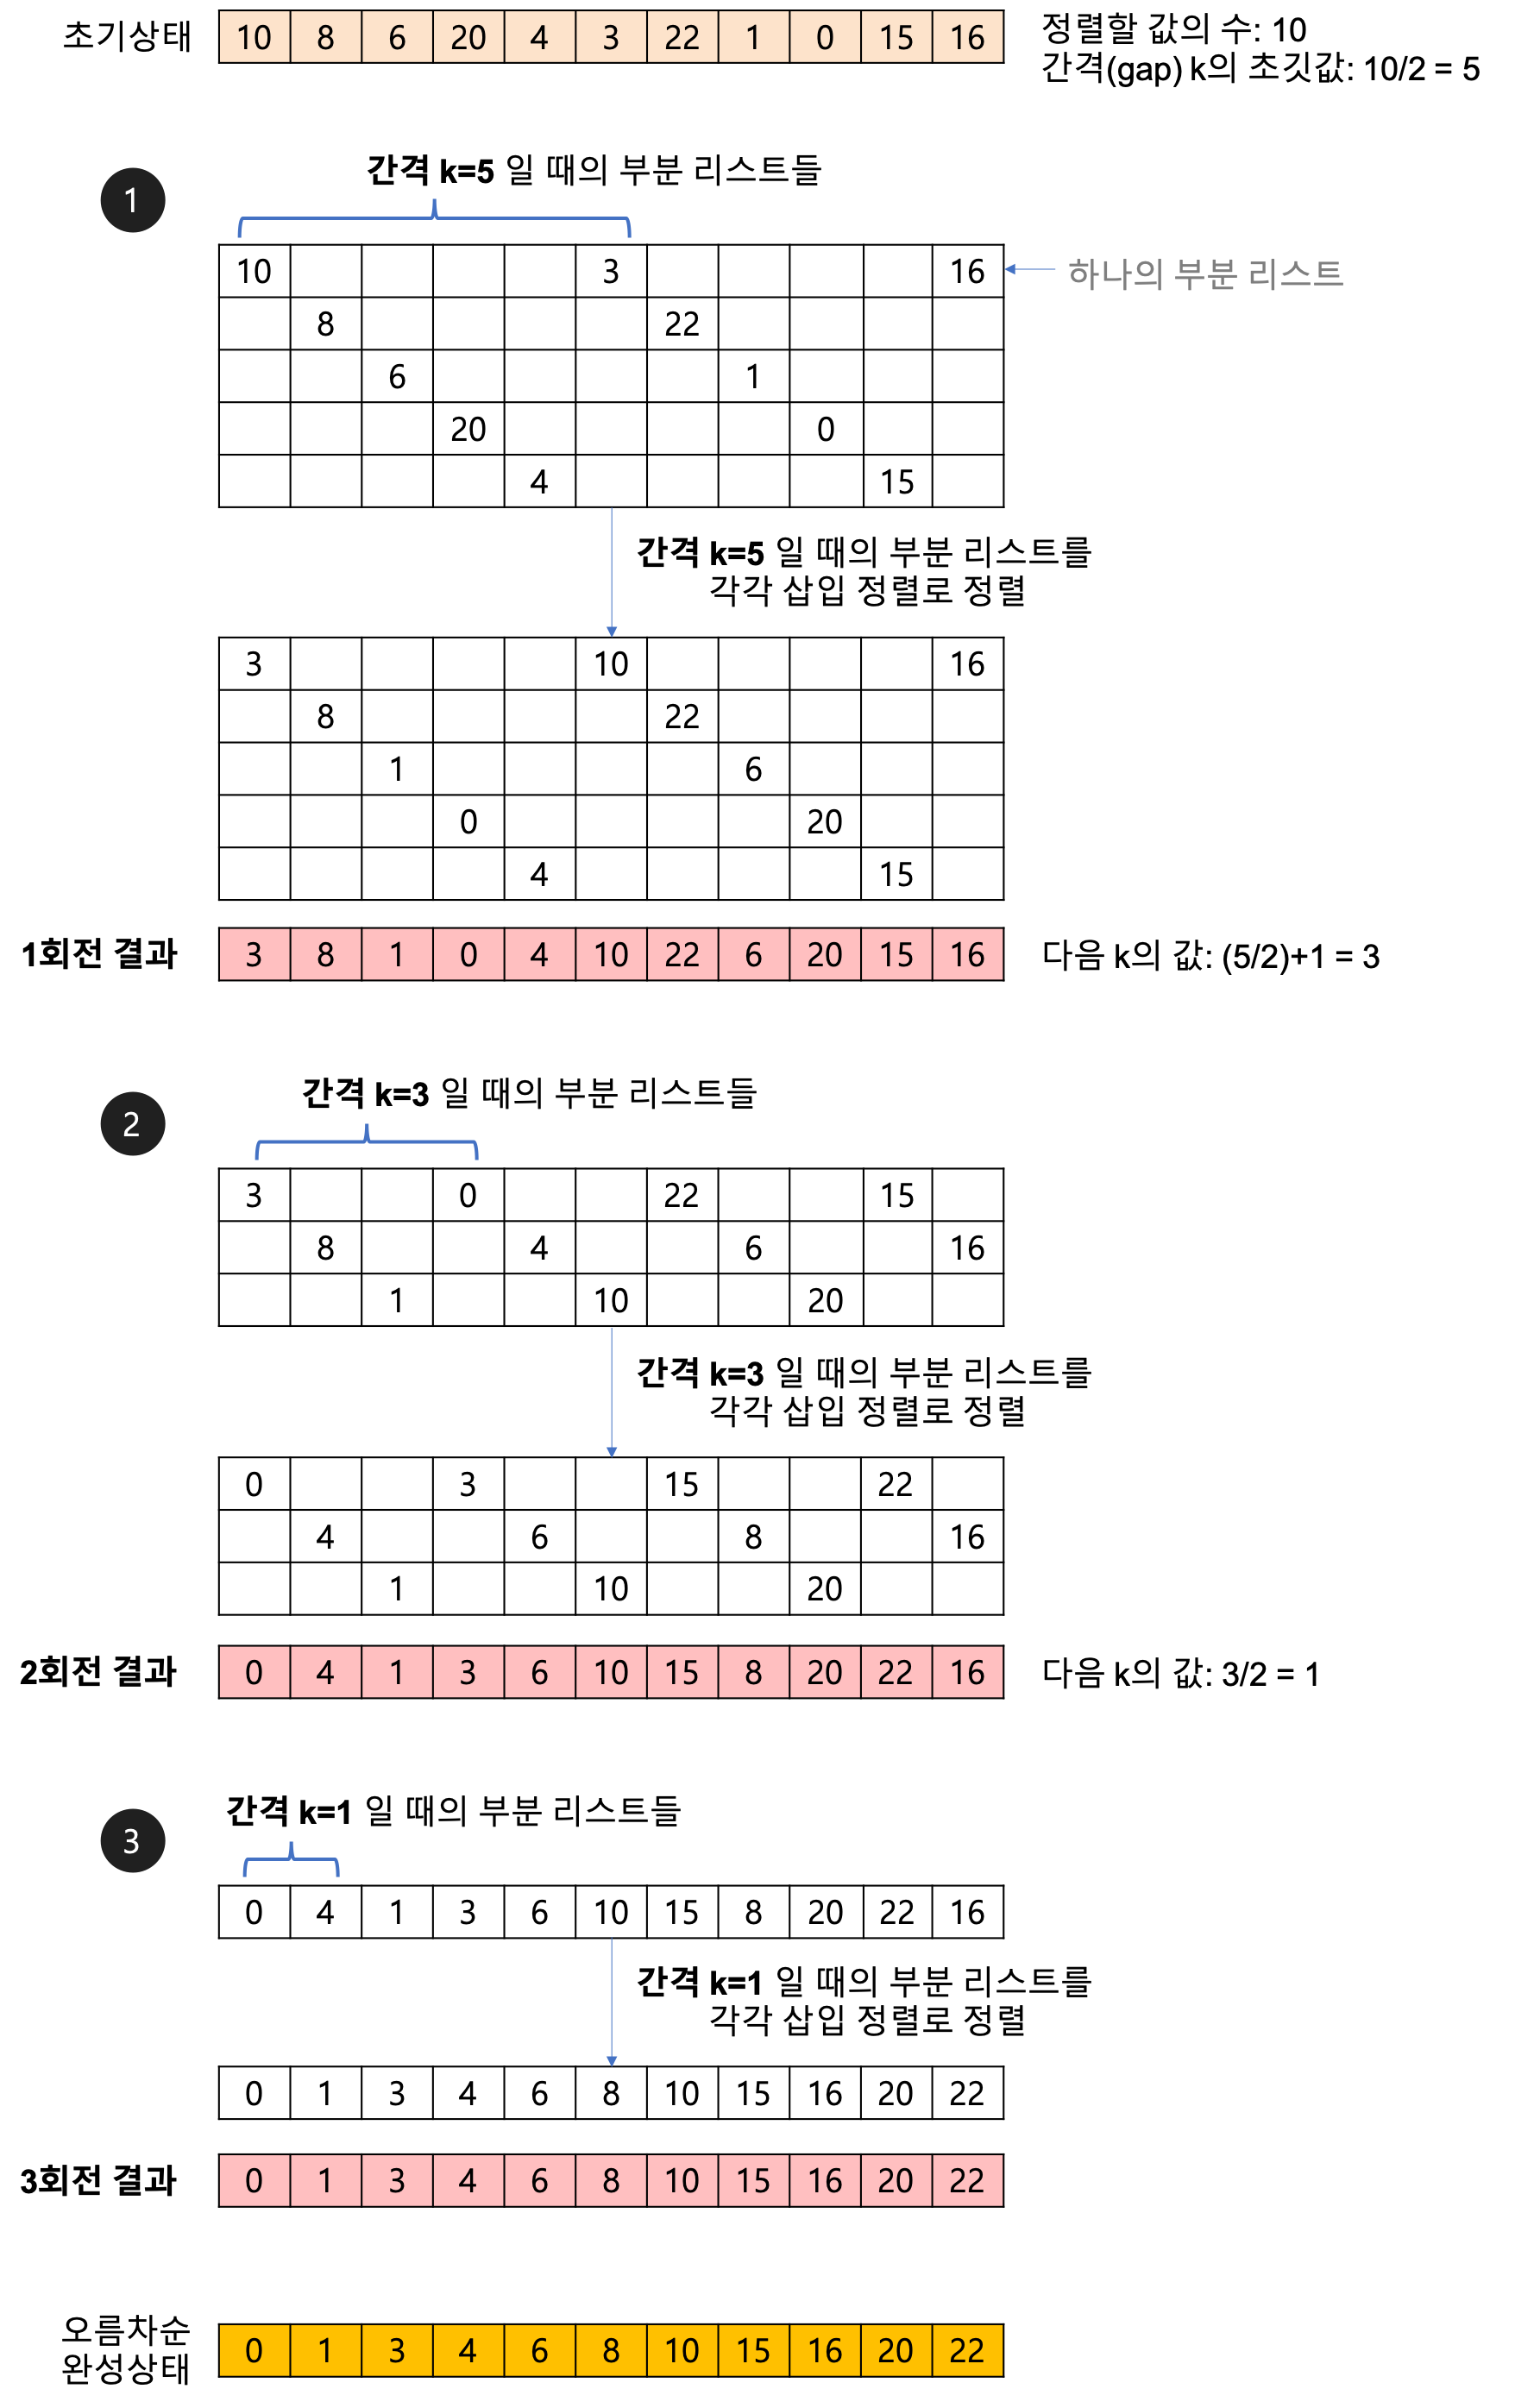 초기상태 10 8 6 20 4 3 22 1 0 15 16
정렬할 값의 수: 10
간격(gap) k의 초깃값: 10/2 = 5
1
간격 k=5 일 때의 부분 리스트들
10 3 16
하나의 부분 리스트
8 22
6 1
20 0
4 15
간격 k=5 일 때의 부분 리스트를
각각 삽입 정렬로 정렬
3 10 16
8 22
1 6
0 20
4 15
1회전 결과 3 8 1 0 4 10 22 6 20 15 16
다음 k의 값: (5/2)+1 = 3
2
간격 k=3 일 때의 부분 리스트들
3 0 22 15
8 4 6 16
1 10 20
간격 k=3 일 때의 부분 리스트를
각각 삽입 정렬로 정렬
0 3 15 22
4 6 8 16
1 10 20
2회전 결과 0 4 1 3 6 10 15 8 20 22 16
다음 k의 값: 3/2 = 1
3
간격 k=1 일 때의 부분 리스트들
0 4 1 3 6 10 15 8 20 22 16
간격 k=1 일 때의 부분 리스트를
각각 삽입 정렬로 정렬
0 1 3 4 6 8 10 15 16 20 22
3회전 결과 0 1 3 4 6 8 10 15 16 20 22
오름차순
완성상태
0 1 3 4 6 8 10 15 16 20 22